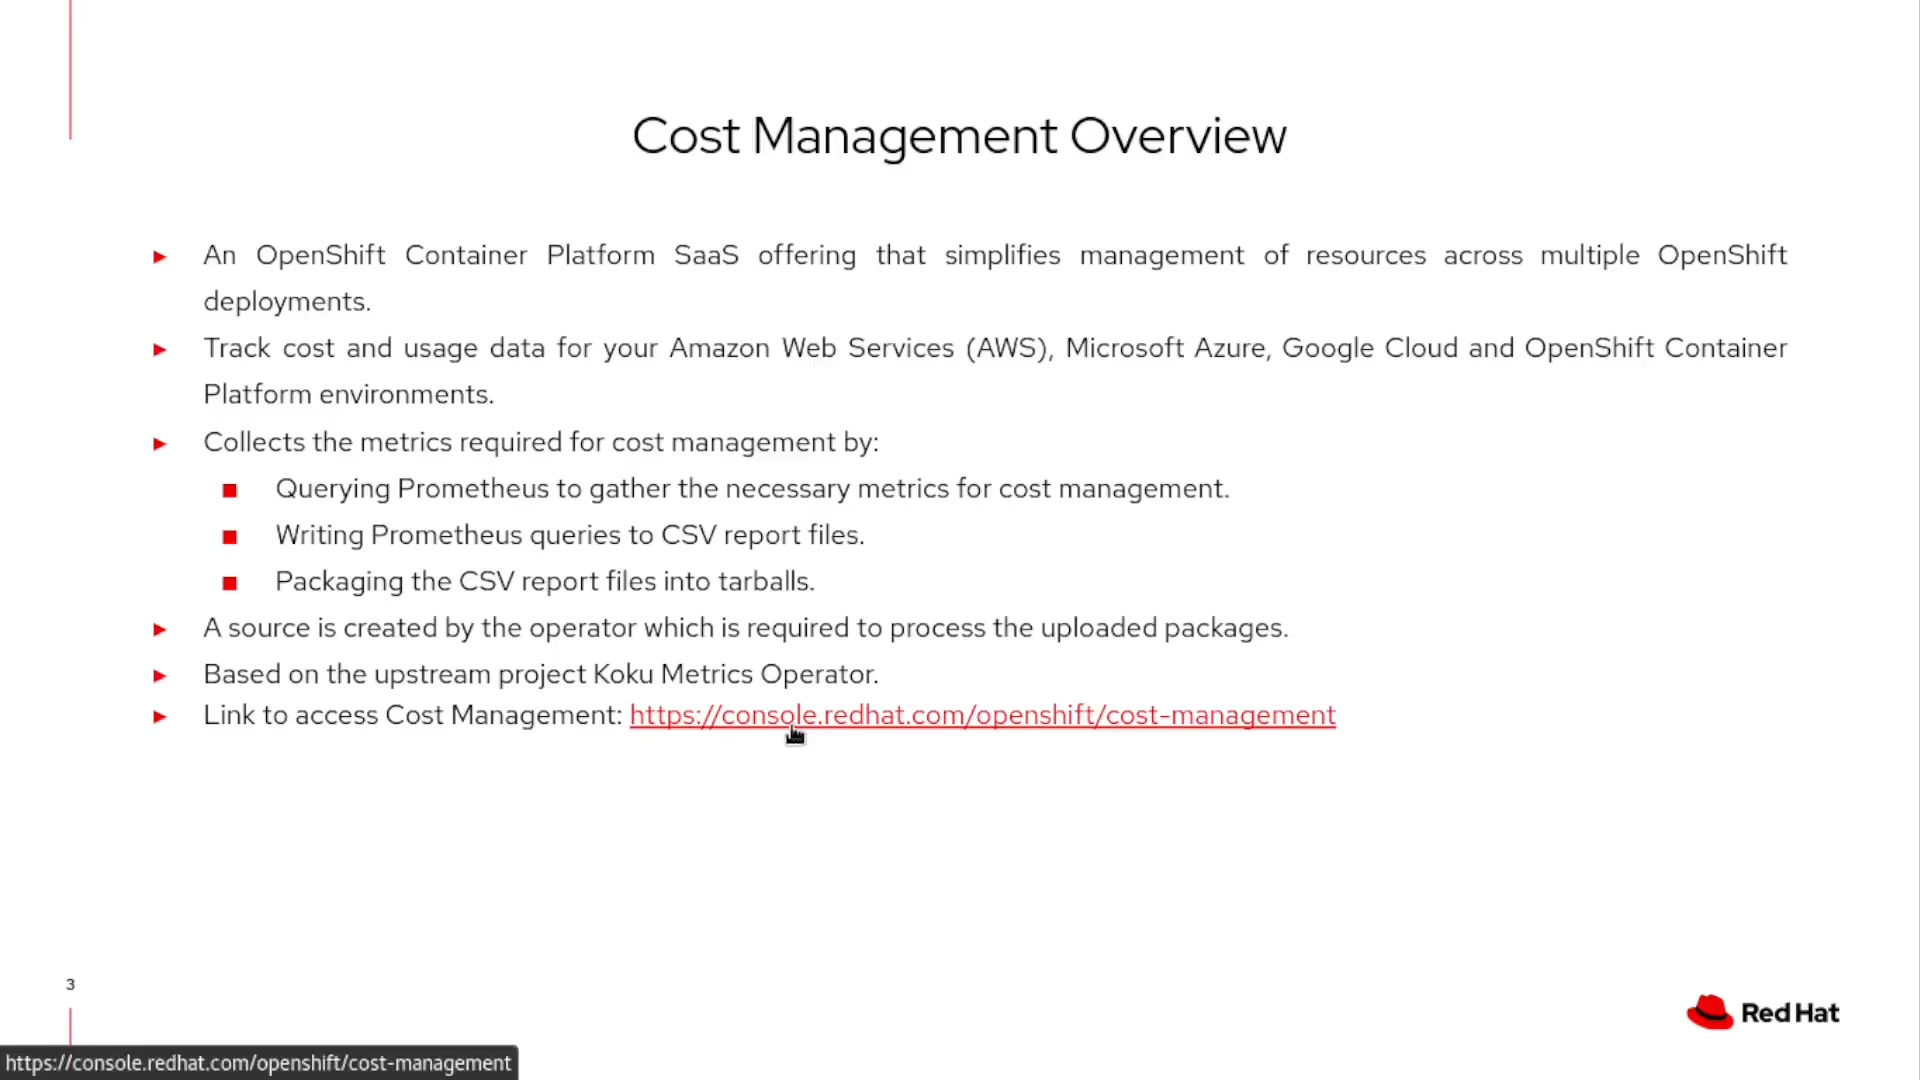 Cost Management Overview
An OpenShift Container Platform SaaS offering that simplifies management of resources across multiple OpenShift
deployments.
Track cost and usage data for your Amazon Web Services (AWS), Microsoft Azure, Google Cloud and OpenShift Container
Platform environments.
Collects the metrics required for cost management by:
Querying Prometheus to gather the necessary metrics for cost management.
Writing Prometheus queries to CSV report files.
Packaging the CSV report files into tarballs.
A source is created by the operator which is required to process the uploaded packages.
Based on the upstream project Koku Metrics Operator.
Link to access Cost Management: https://console.redhat.com/openshift/cost-management
3
Red Hat
https://console.redhat.com/openshift/cost-management